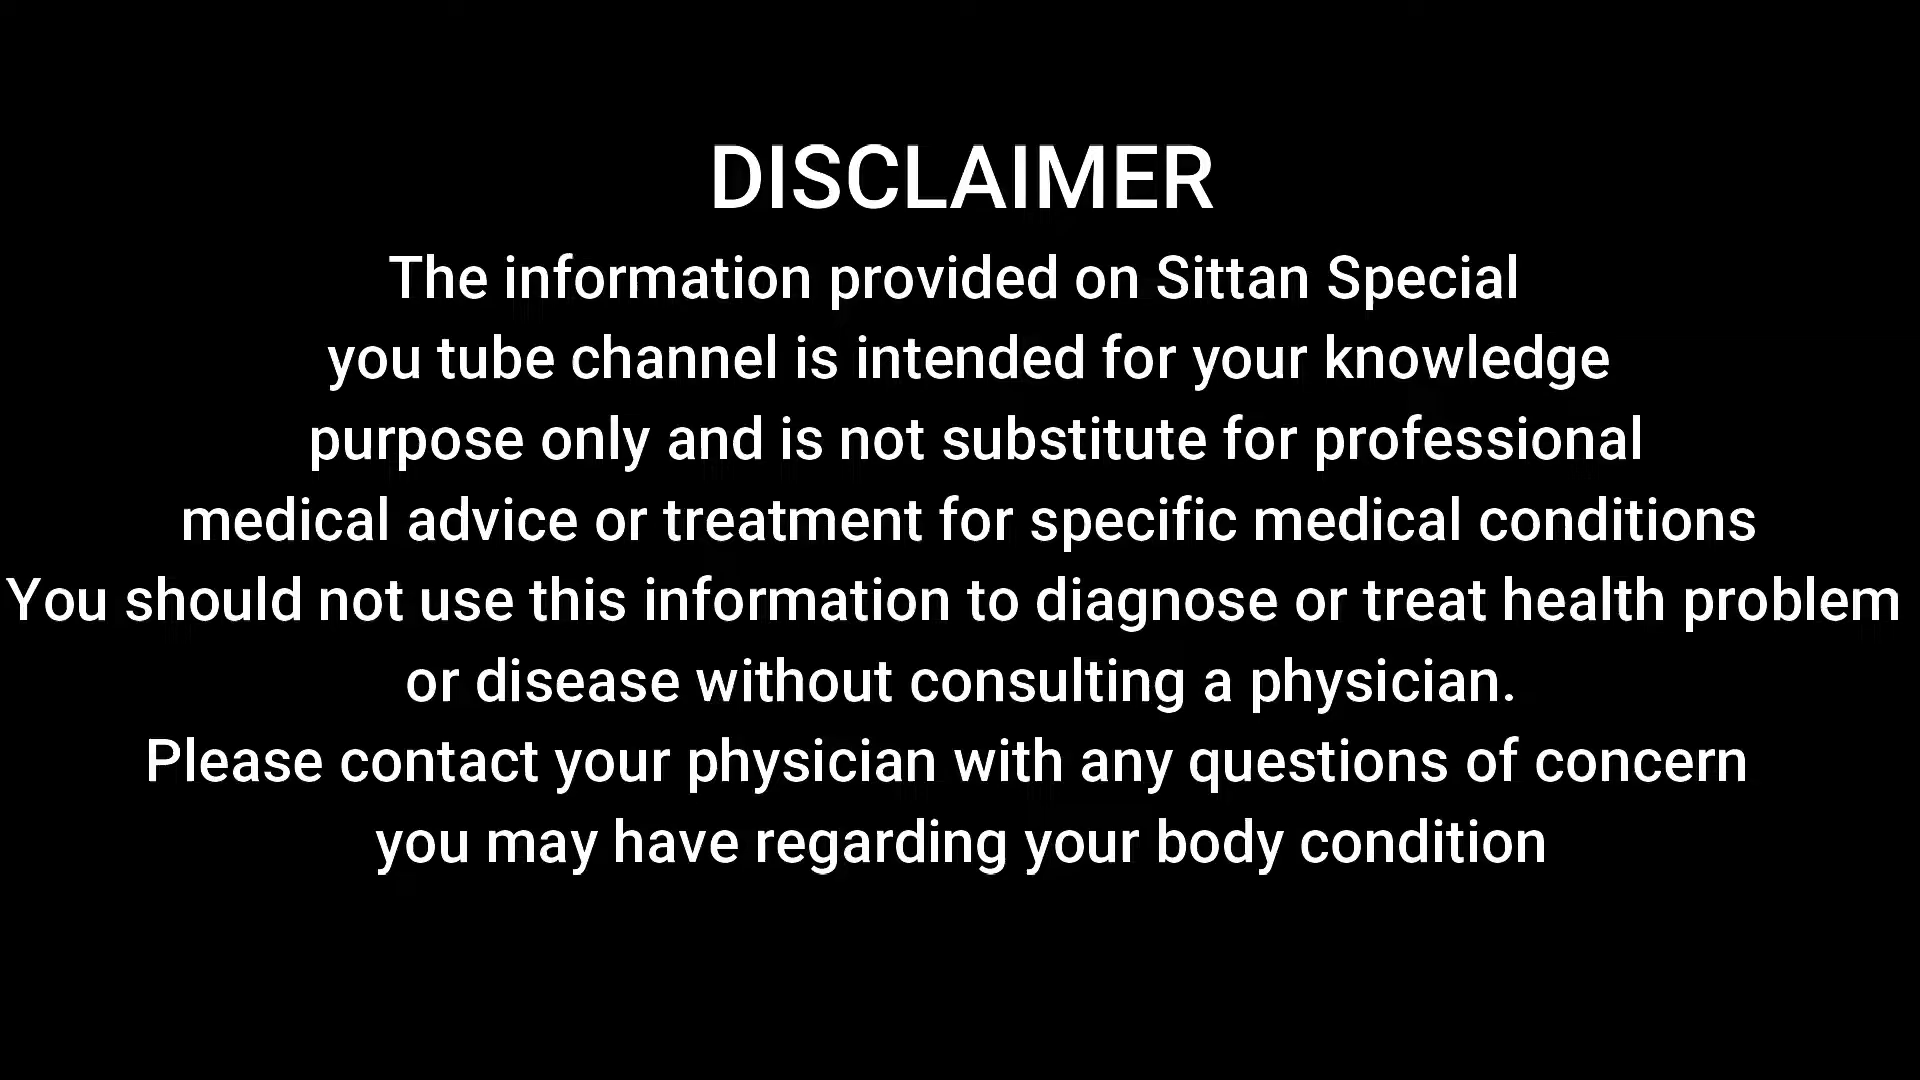 DISCLAIMER
The information provided on Sittan Special
you tube channel is intended for your knowledge
purpose only and is not substitute for professional
medical advice or treatment for specific medical conditions
You should not use this information to diagnose or treat health problem
or disease without consulting a physician.
Please contact your physician with any questions of concern
you may have regarding your body condition